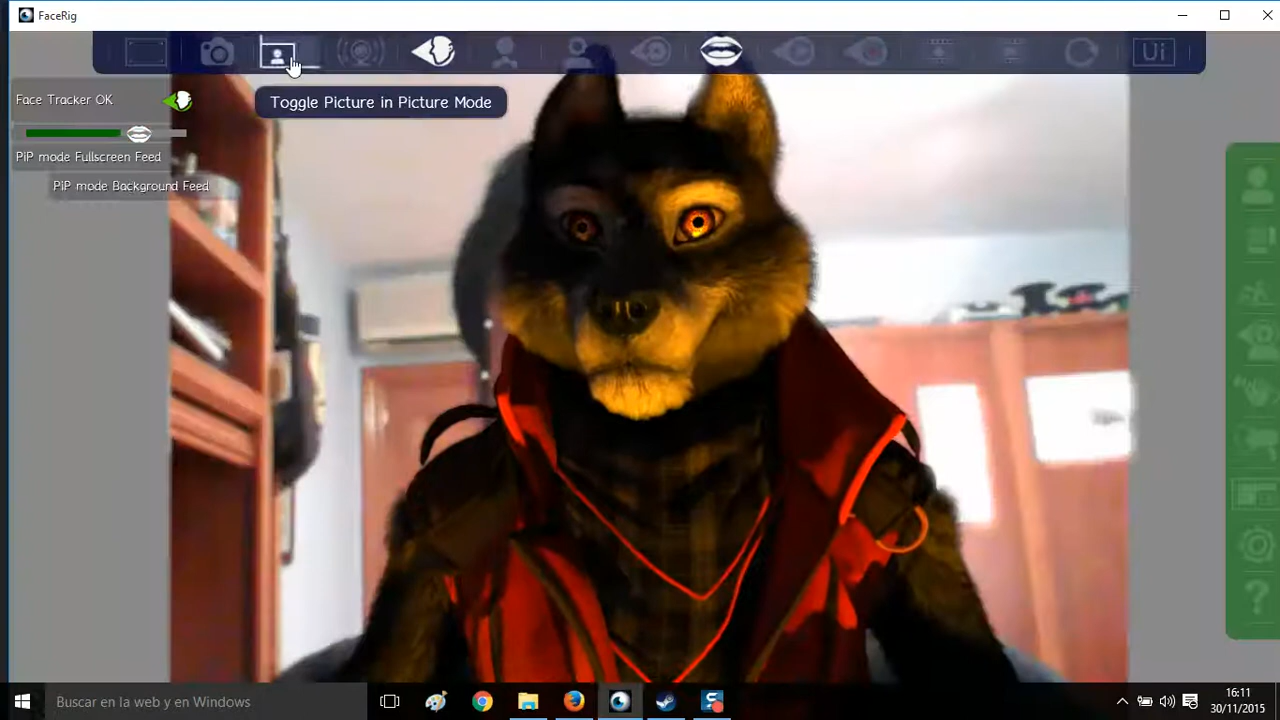 FaceRig
Ui
Face Tracker OK
Toggle Picture in Picture Mode
PiP mode Fullscreen Feed
PiP mode Background Feed
Buscar en la web y en Windows
16:11
30/11/2015